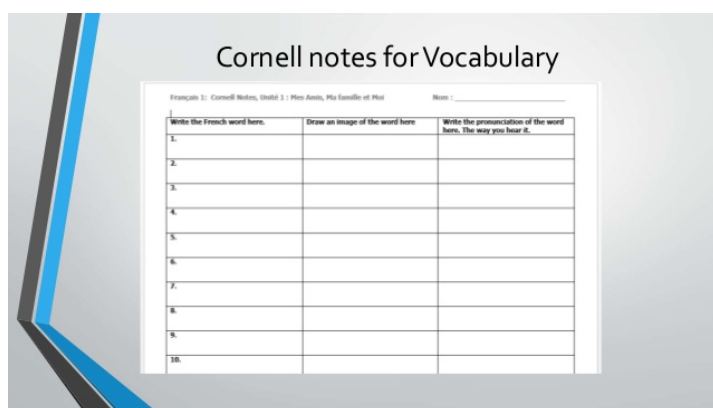 Cornell notes for Vocabulary
Français 1: Cornell Notes, Unité 1 : Mes Amis, Ma famille et Moi Nom : ____________________
Write the French word here. Draw an image of the word here Write the pronunciation of the word
here. The way you hear it.
1.
2.
3.
4.
5.
6.
7.
8.
9.
10.